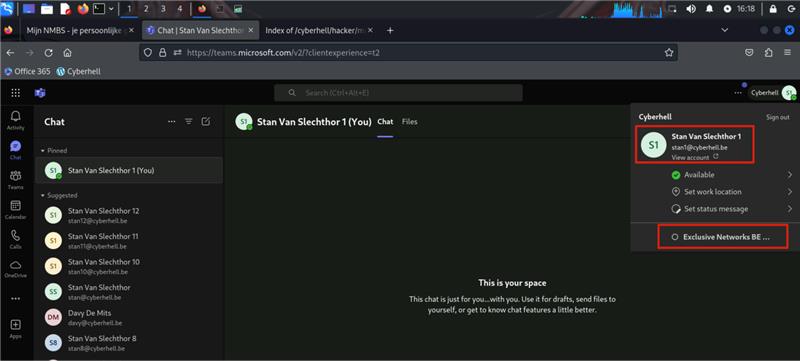 1 2 3 4
16:18
Mijn NMBS - je persoonlijke
Chat | Stan Van Slechthor
Index of /cyberhell/hacker/m
https://teams.microsoft.com/v2/?clientexperience=t2
Office 365
Cyberhell
Search (Ctrl+Alt+E)
Cyberhell
S1
Activity
Chat
Teams
Calendar
Calls
OneDrive
Apps
Chat
Pinned
S1
Stan Van Slechthor 1 (You)
Suggested
S1
Stan Van Slechthor 12
stan12@cyberhell.be
S1
Stan Van Slechthor 11
stan11@cyberhell.be
S1
Stan Van Slechthor 10
stan10@cyberhell.be
SS
Stan Van Slechthor
stan@cyberhell.be
DM
Davy De Mits
davy@cyberhell.be
S8
Stan Van Slechthor 8
stan8@cyberhell.be
S1
Stan Van Slechthor 1 (You)
Chat
Files
This is your space
This chat is just for you...with you. Use it for drafts, send files to
yourself, or get to know chat features a little better.
Cyberhell
Sign out
S1
Stan Van Slechthor 1
stan1@cyberhell.be
View account
Available
Set work location
Set status message
Exclusive Networks BE ...